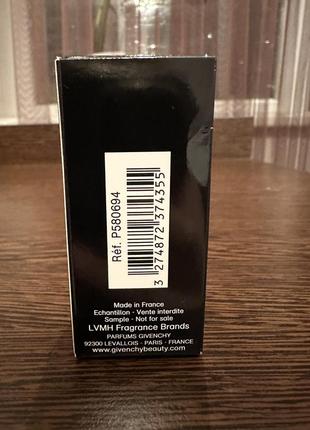 Réf. P580694
3 274872 374355
Made in France
Echantillon - Vente interdite
Sample - Not for sale
LVMH Fragrance Brands
PARFUMS GIVENCHY
92300 LEVALLOIS - PARIS - FRANCE
www.givenchybeauty.com